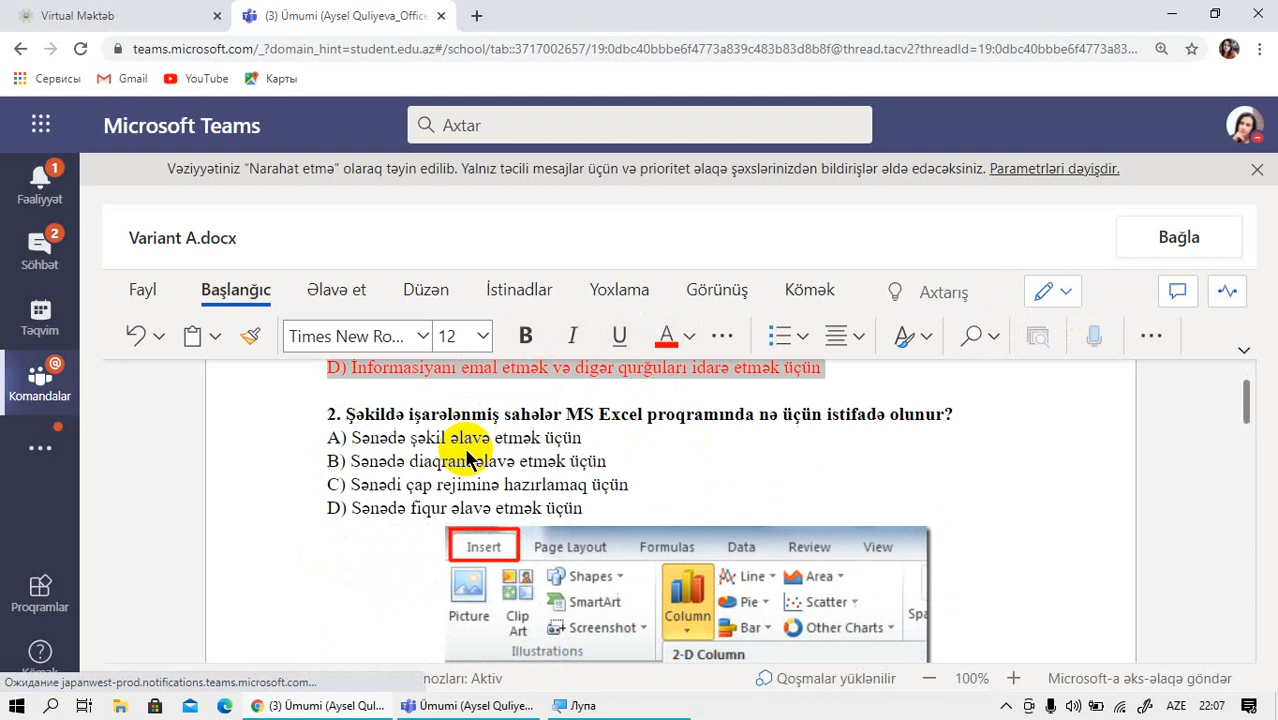 Virtual Məktəb
(3) Ümumi (Aysel Quliyeva_Office
teams.microsoft.com/_?domain_hint=student.edu.az#/school/tab::3717002657/19:0dbc40bbbe6f4773a839c483b83d8b8f@thread.tacv2?threadId=19:0dbc40bbbe6f4773a83...
Сервисы
Gmail
YouTube
Карты
Microsoft Teams
Axtar
Vəziyyətiniz “Narahat etmə” olaraq təyin edilib. Yalnız təcili mesajlar üçün və prioritet əlaqə şəxslərinizdən bildirişlər əldə edəcəksiniz. Parametrləri dəyişdir.
1
Fəaliyyət
2
Söhbət
Təqvim
@
Komandalar
Proqramlar
Kömək
Variant A.docx
Bağla
Fayl
Başlanğıc
Əlavə et
Düzən
İstinadlar
Yoxlama
Görünüş
Kömək
Axtarış
Times New Ro...
12
B
I
U
A
D) İnformasiyanı emal etmək və digər qurğuları idarə etmək üçün
2. Şəkildə işarələnmiş sahələr MS Excel proqramında nə üçün istifadə olunur?
A) Sənədə şəkil əlavə etmək üçün
B) Sənədə diaqram əlavə etmək üçün
C) Sənədi çap rejiminə hazırlamaq üçün
D) Sənədə fiqur əlavə etmək üçün
Insert
Page Layout
Formulas
Data
Review
View
Picture
Clip Art
Shapes
SmartArt
Screenshot
Illustrations
Column
Line
Pie
Bar
Area
Scatter
Other Charts
Spa
2-D Column
Ожидание japanwest-prod.notifications.teams.microsoft.com...
nozları: Aktiv
Qoşmalar yüklənilir
100%
Microsoft-a əks-əlaqə göndər
(3) Ümumi (Aysel Qul...
Ümumi (Aysel Quliye...
Лупа
AZE
22:07